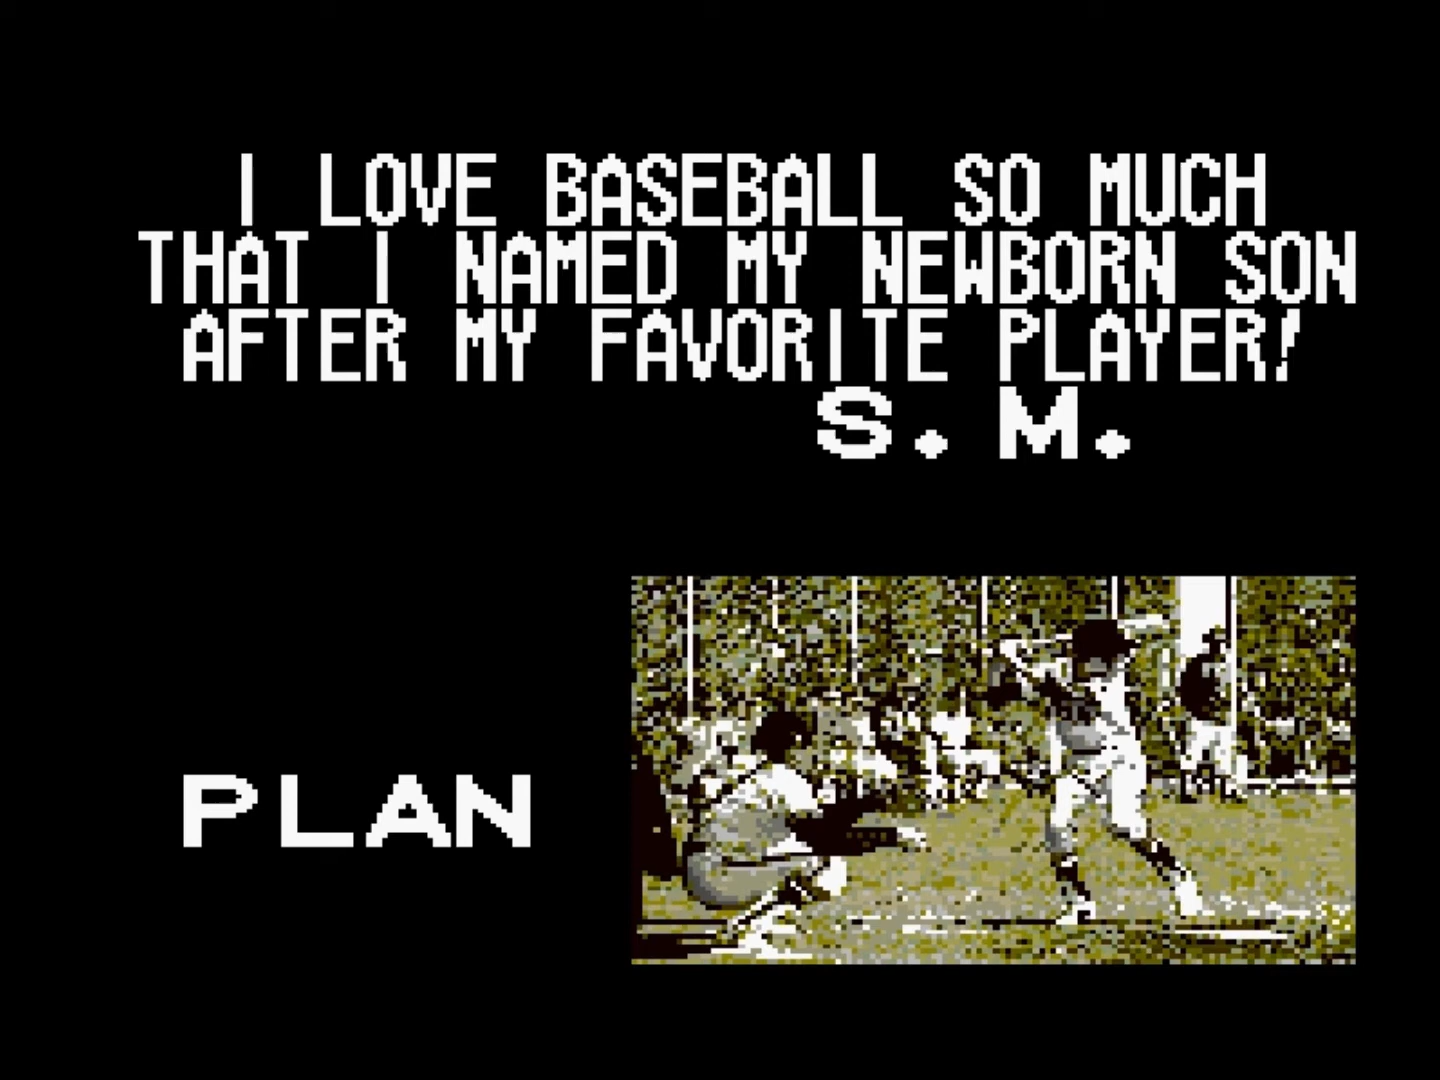 I LOVE BASEBALL SO MUCH
THAT I NAMED MY NEWBORN SON
AFTER MY FAVORITE PLAYER!
S. M.
PLAN